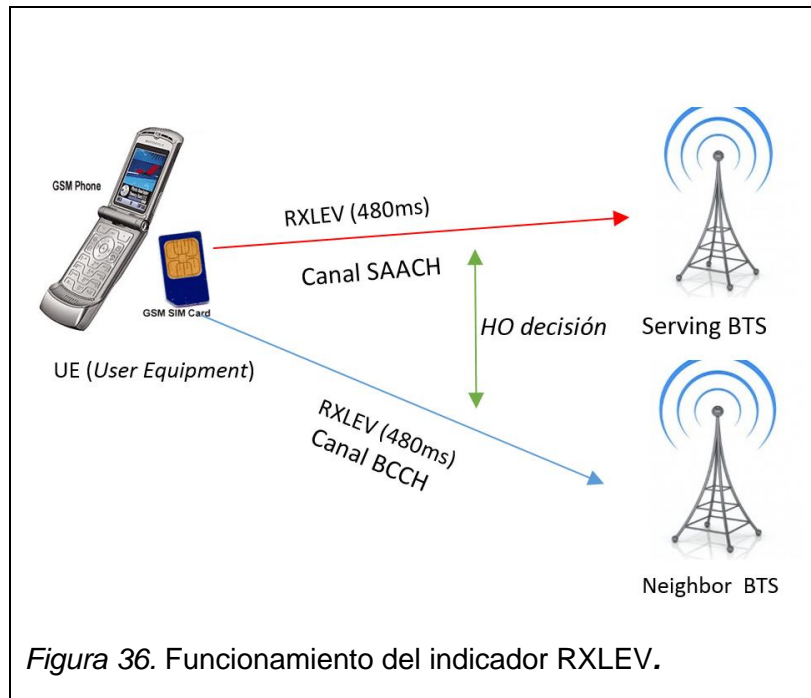 GSM Phone
RXLEV (480ms)
Canal SAACH
GSM SIM Card
HO decisión
Serving BTS
UE (User Equipment)
RXLEV (480ms)
Canal BCCH
Neighbor BTS
Figura 36. Funcionamiento del indicador RXLEV.